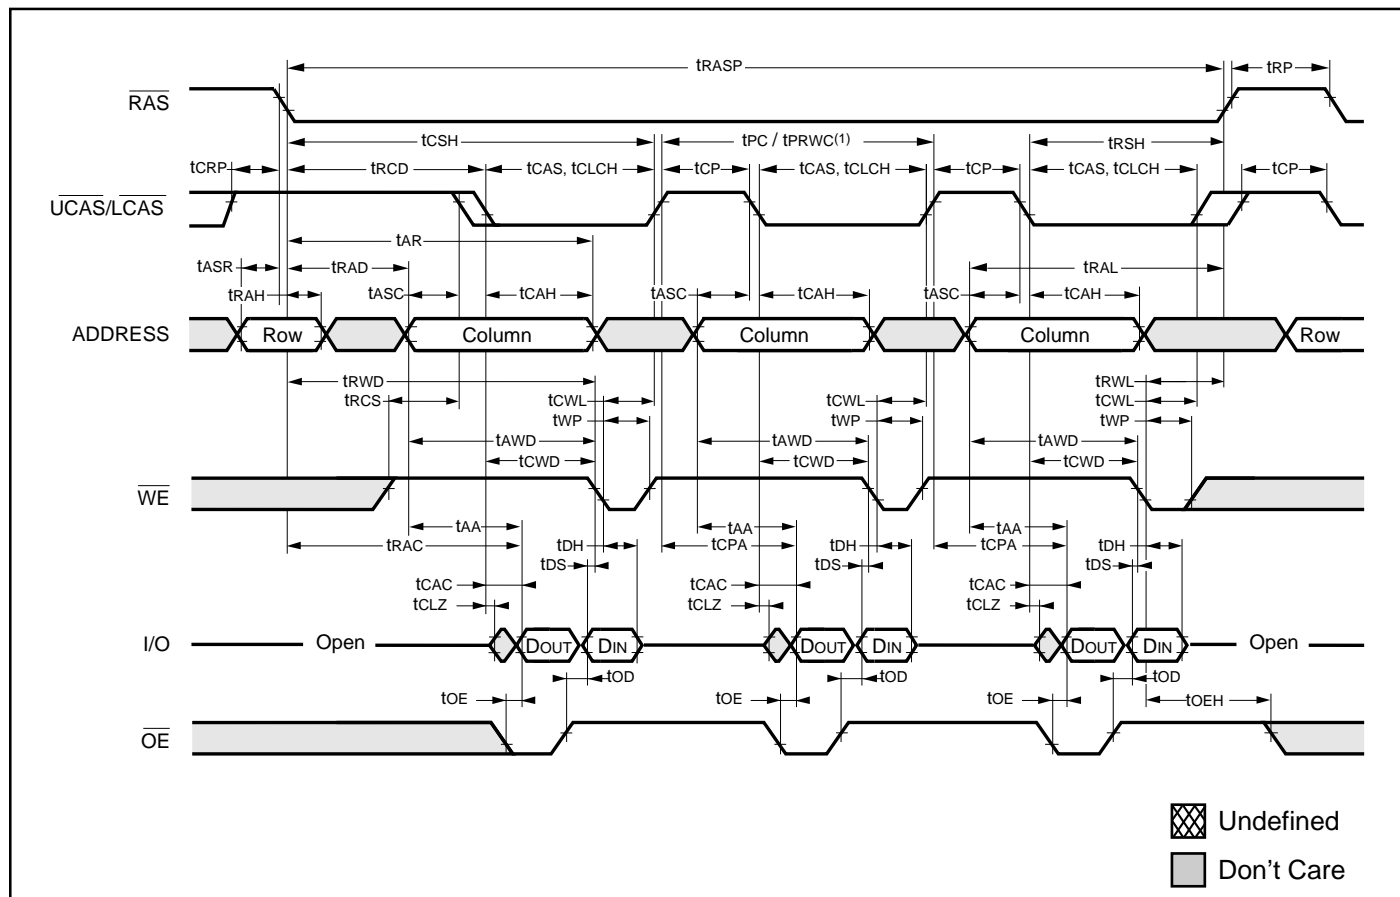 tRASP tRP
RAS
tCSH tPC / tPRWC(1) tRSH
tCRP tRCD tCAS, tCLCH tCP tCAS, tCLCH tCP tCAS, tCLCH tCP
UCAS/LCAS
tAR
tASR tRAD tRAL
tRAH tASC tCAH tASC tCAH tASC tCAH
ADDRESS Row Column Column Column Row
tRWD tRWL
tRCS tCWL tCWL tCWL
tWP tWP tWP
tAWD tAWD tAWD
tCWD tCWD tCWD
WE
tAA tAA tAA
tRAC tDH tCPA tDH tCPA tDH
tDS tDS tDS
tCAC tCAC tCAC
tCLZ tCLZ tCLZ
I/O Open DOUT DIN DOUT DIN DOUT DIN Open
tOD tOD tOD
tOE tOE tOE tOEH
OE
Undefined
Don't Care